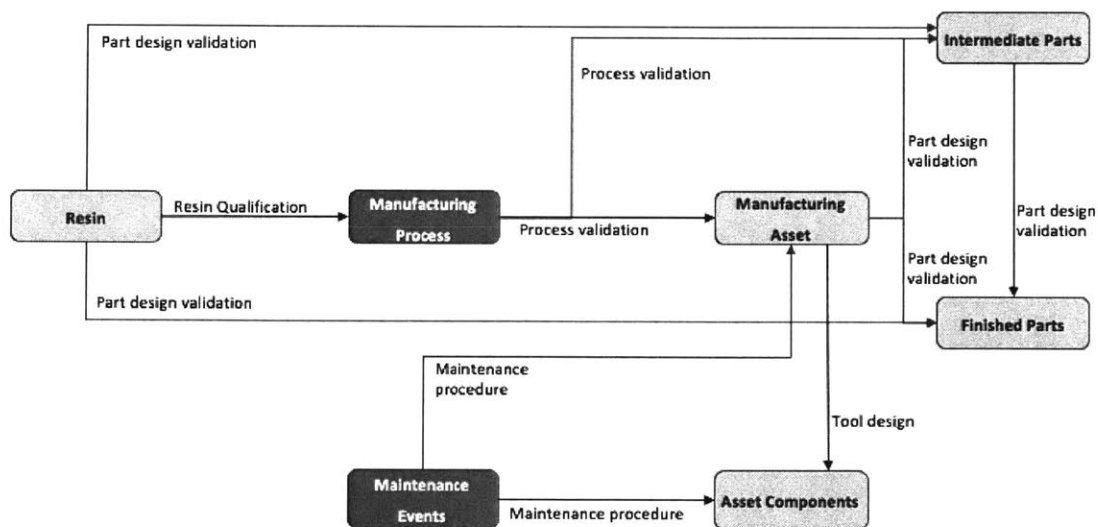 Part design validation
Intermediate Parts
Process validation
Part design
validation
Resin
Resin Qualification
Manufacturing
Process
Process validation
Manufacturing
Asset
Part design
validation
Part design
validation
Part design validation
Finished Parts
Maintenance
procedure
Tool design
Maintenance
Events
Maintenance procedure
Asset Components